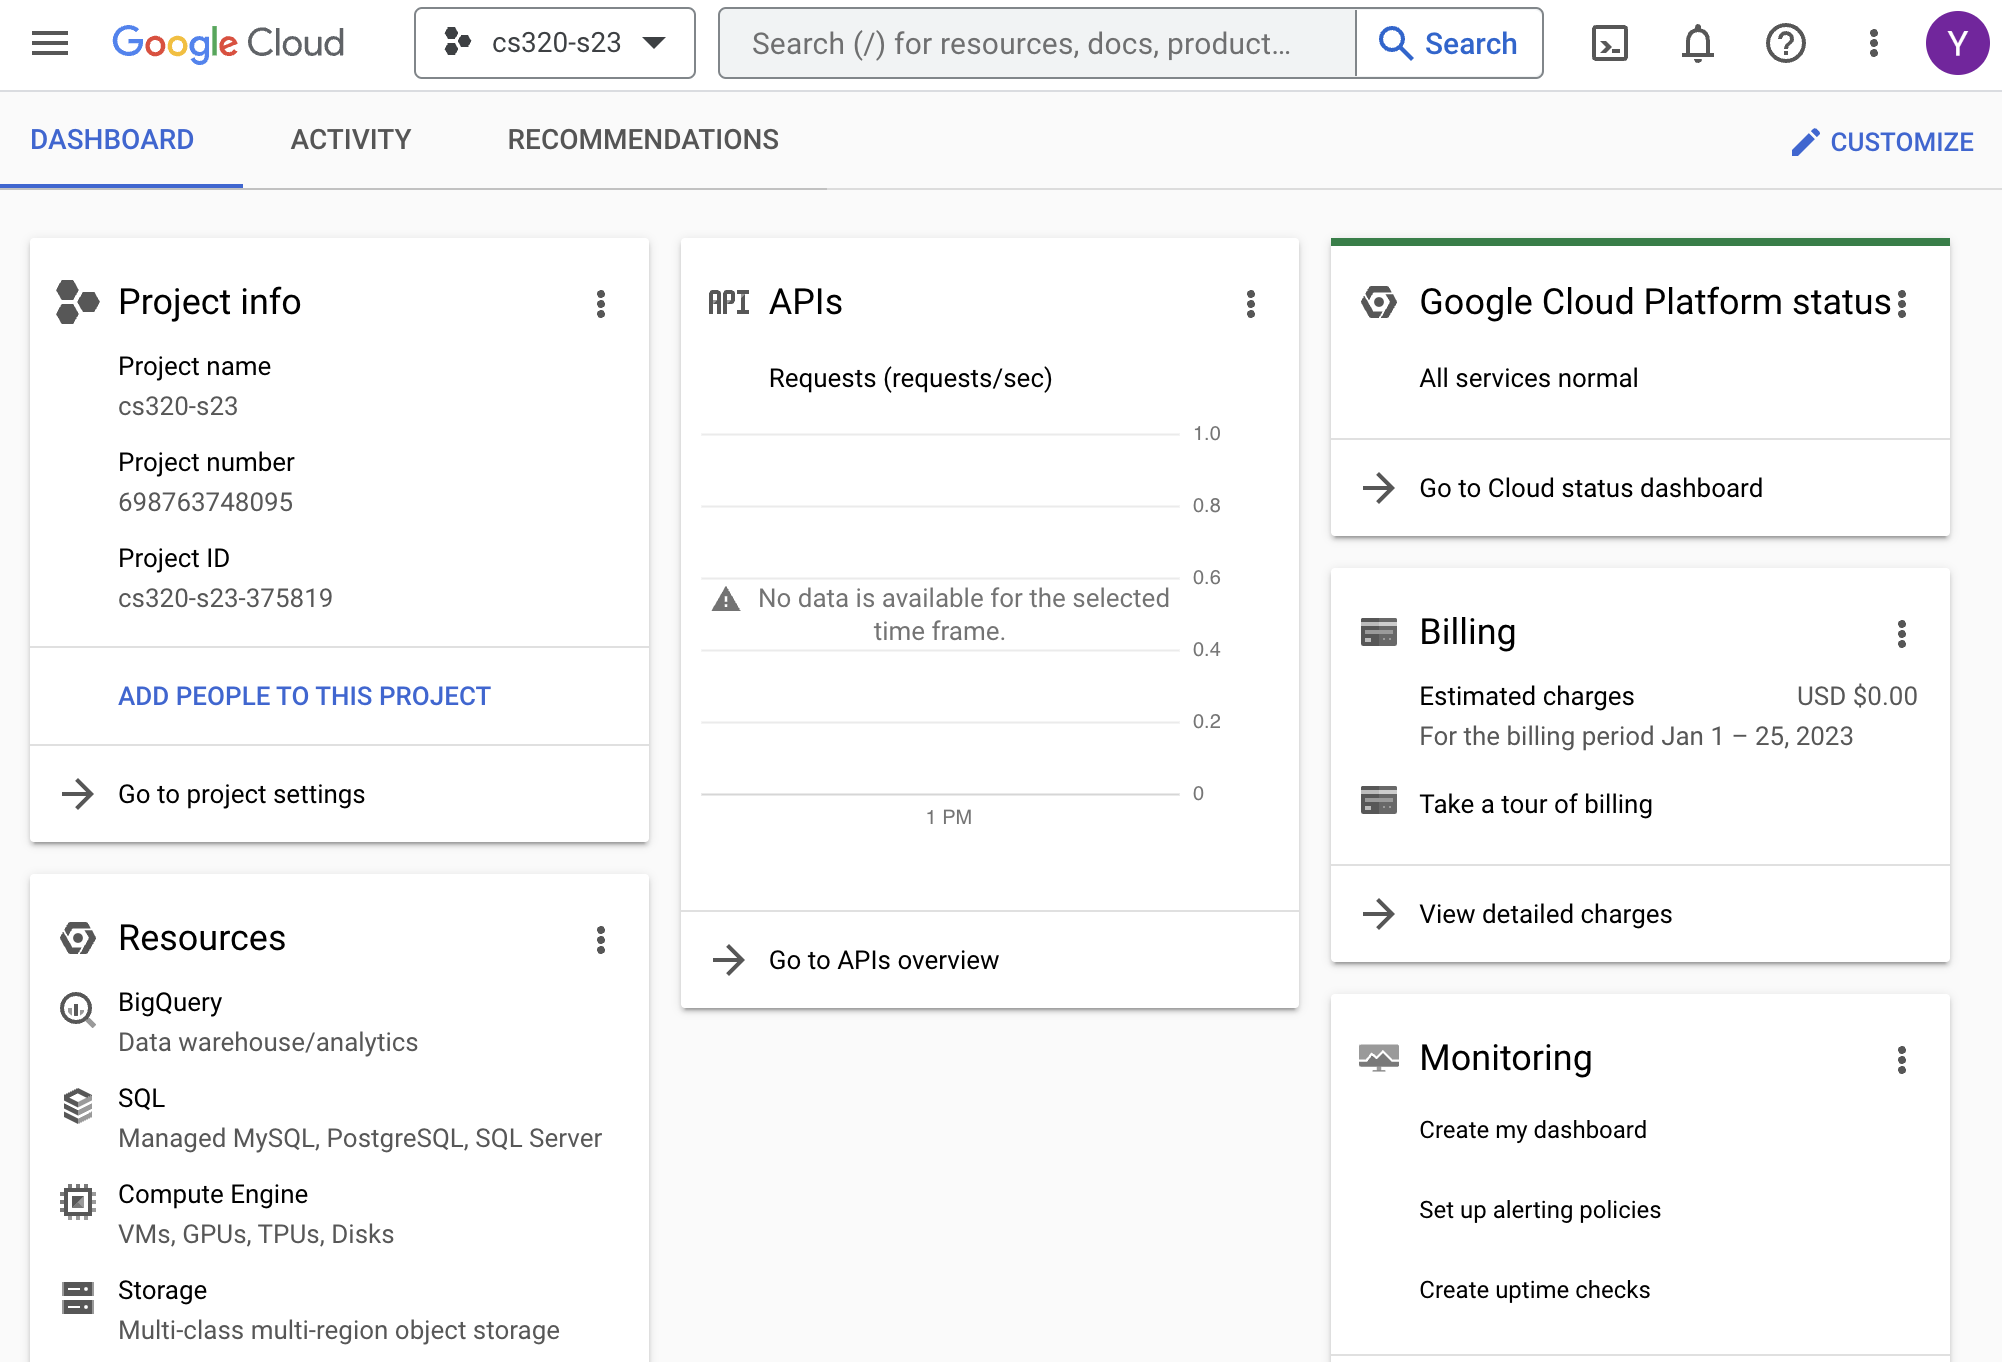 Google Cloud
cs320-s23
Search (/) for resources, docs, product...
Search
Y
DASHBOARD
ACTIVITY
RECOMMENDATIONS
CUSTOMIZE
Project info
Project name
cs320-s23
Project number
698763748095
Project ID
cs320-s23-375819
ADD PEOPLE TO THIS PROJECT
Go to project settings
Resources
BigQuery
Data warehouse/analytics
SQL
Managed MySQL, PostgreSQL, SQL Server
Compute Engine
VMs, GPUs, TPUs, Disks
Storage
Multi-class multi-region object storage
API APIs
Requests (requests/sec)
1.0
0.8
0.6
No data is available for the selected
time frame.
0.4
0.2
0
1 PM
Go to APIs overview
Google Cloud Platform status
All services normal
Go to Cloud status dashboard
Billing
Estimated charges USD $0.00
For the billing period Jan 1 – 25, 2023
Take a tour of billing
View detailed charges
Monitoring
Create my dashboard
Set up alerting policies
Create uptime checks